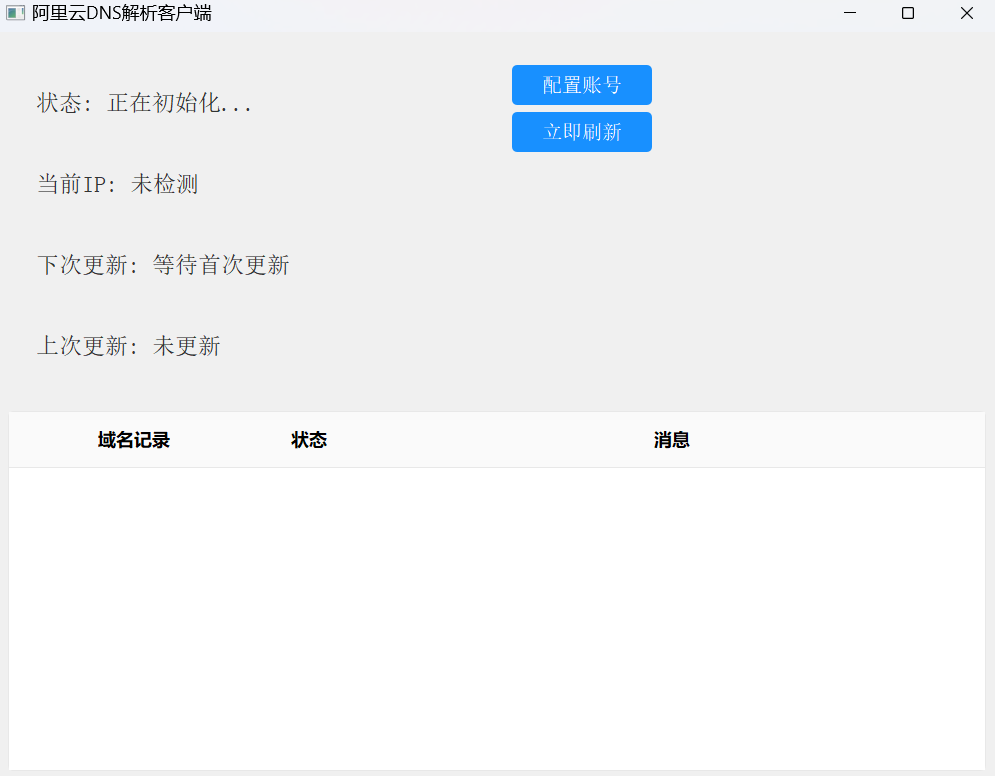 阿里云DNS解析客户端
状态: 正在初始化...
配置账号
立即刷新
当前IP: 未检测
下次更新: 等待首次更新
上次更新: 未更新
域名记录 状态 消息